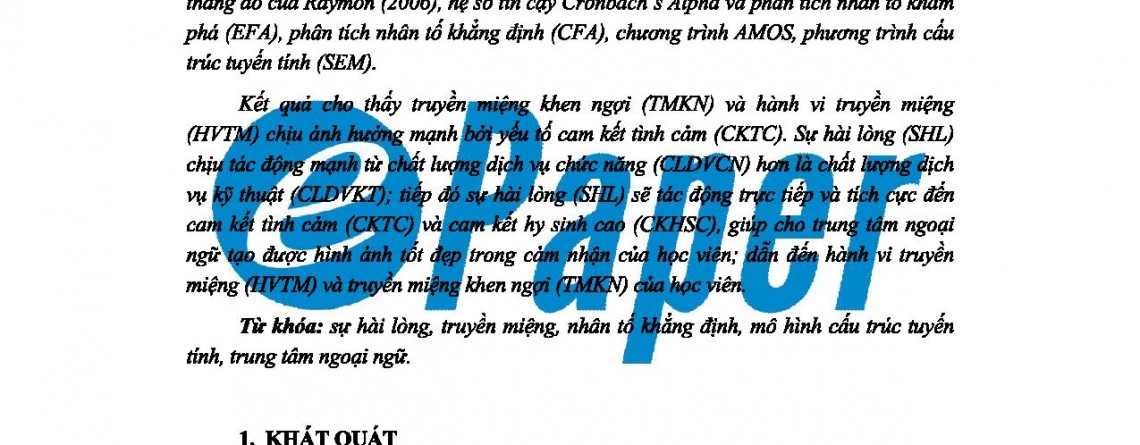 thang đo của Raymon (2006), hệ số tin cậy Cronbach's Alpha và phân tích nhân tố khám
phá (EFA), phân tích nhân tố khẳng định (CFA), chương trình AMOS, phương trình cấu
trúc tuyến tính (SEM).
Kết quả cho thấy truyền miệng khen ngợi (TMKN) và hành vi truyền miệng
(HVTM) chịu ảnh hưởng mạnh bởi yếu tố cam kết tình cảm (CKTC). Sự hài lòng (SHL)
chịu tác động mạnh từ chất lượng dịch vụ chức năng (CLDVCN) hơn là chất lượng dịch
vụ kỹ thuật (CLDVKT); tiếp đó sự hài lòng (SHL) sẽ tác động trực tiếp và tích cực đến
cam kết tình cảm (CKTC) và cam kết hy sinh cao (CKHSC), giúp cho trung tâm ngoại
ngữ tạo được hình ảnh tốt đẹp trong cảm nhận của học viên; dẫn đến hành vi truyền
miệng (HVTM) và truyền miệng khen ngợi (TMKN) của học viên.
Từ khóa: sự hài lòng, truyền miệng, nhân tố khẳng định, mô hình cấu trúc tuyến
tính, trung tâm ngoại ngữ.
ePaper
1. KHÁT QUÁT